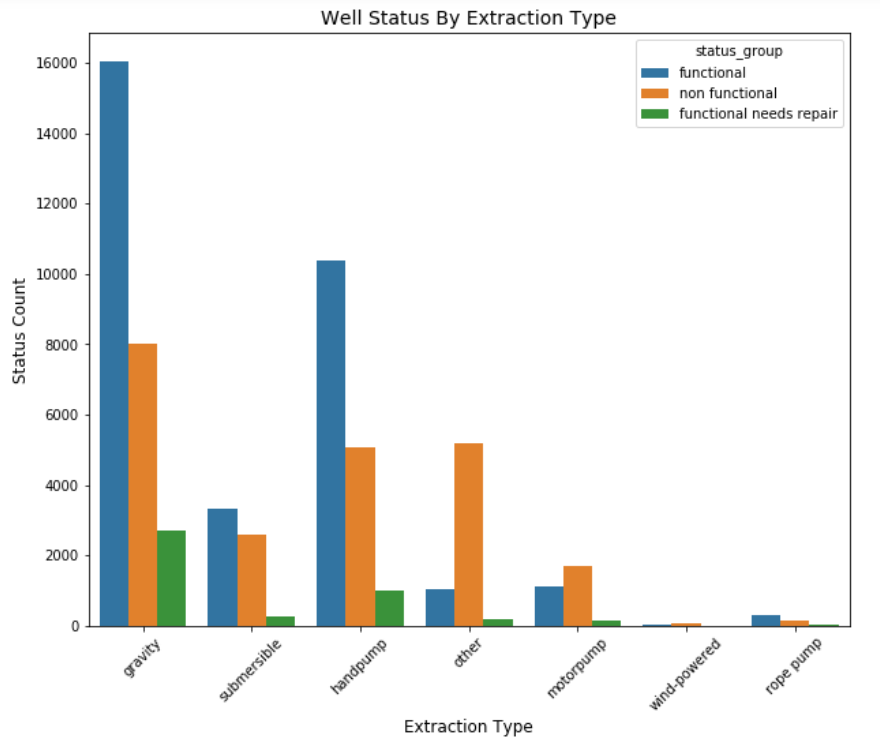 Well Status By Extraction Type
status_group
functional
non functional
functional needs repair
16000
14000
12000
10000
8000
6000
4000
2000
0
Status Count
gravity
submersible
handpump
other
motorpump
wind-powered
rope pump
Extraction Type